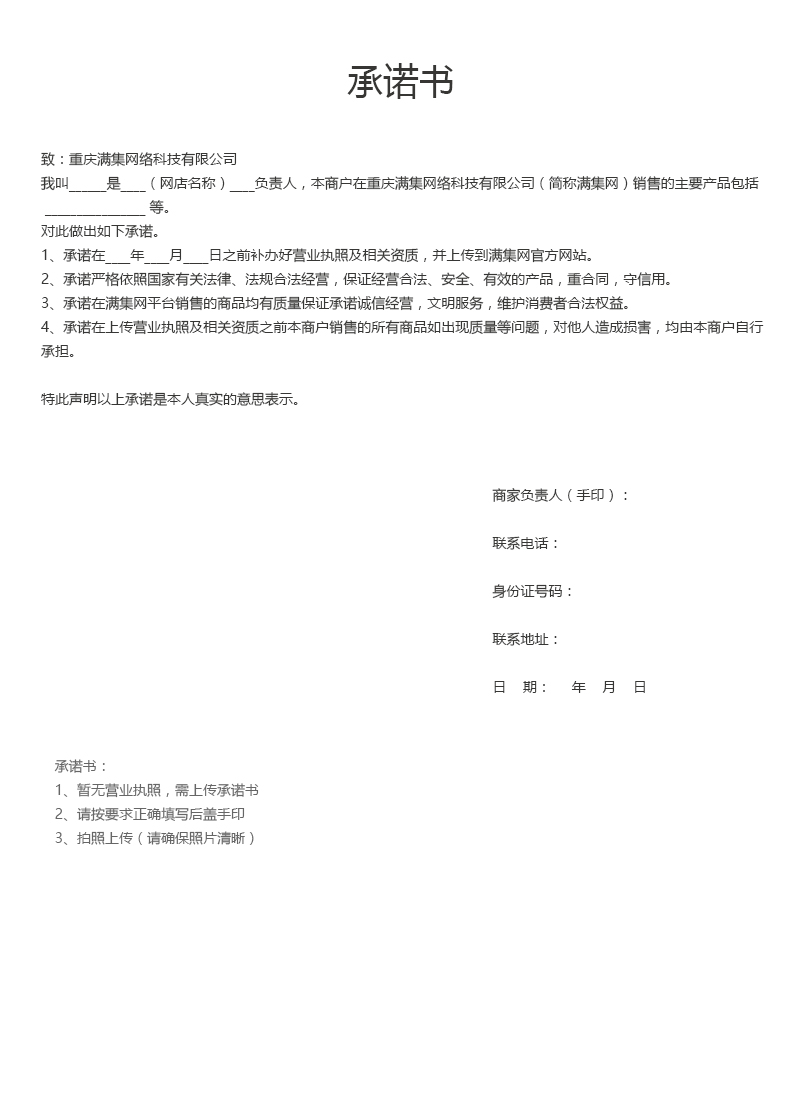 承诺书
致：重庆满集网络科技有限公司
我叫______是____（网店名称）____负责人，本商户在重庆满集网络科技有限公司（简称满集网）销售的主要产品包括
________________ 等。
对此做出如下承诺。
1、承诺在____年____月____日之前补办好营业执照及相关资质，并上传到满集网官方网站。
2、承诺严格依照国家有关法律、法规合法经营，保证经营合法、安全、有效的产品，重合同，守信用。
3、承诺在满集网平台销售的商品均有质量保证承诺诚信经营，文明服务，维护消费者合法权益。
4、承诺在上传营业执照及相关资质之前本商户销售的所有商品如出现质量等问题，对他人造成损害，均由本商户自行
承担。
特此声明以上承诺是本人真实的意思表示。
商家负责人（手印）：
联系电话：
身份证号码：
联系地址：
日 期： 年 月 日
承诺书：
1、暂无营业执照，需上传承诺书
2、请按要求正确填写后盖手印
3、拍照上传（请确保照片清晰）